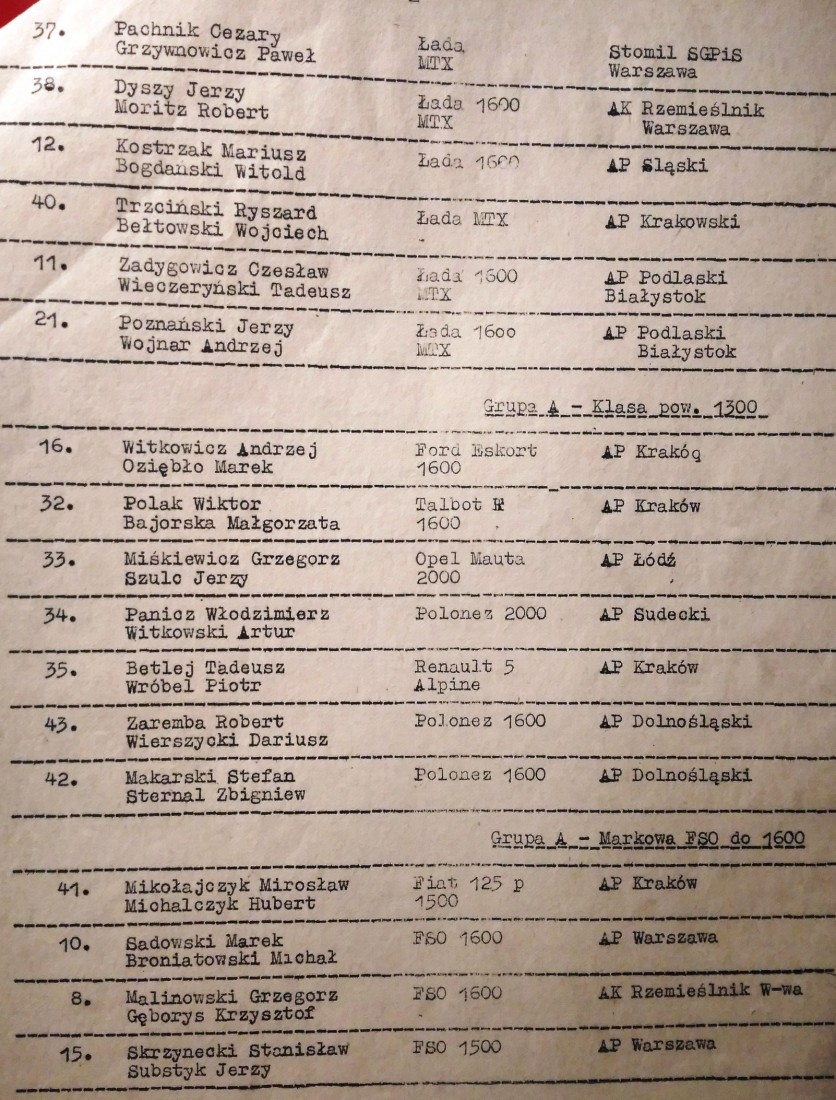 37. Pachnik Cezary Łada Stomil SGPiS
Grzywnowicz Paweł MTX Warszawa
38. Dyszy Jerzy Łada 1600 AK Rzemieślnik
Moritz Robert MTX Warszawa
12. Kostrzak Mariusz Łada 1600 AP Sląski
Bogdański Witold
40. Trzciński Ryszard Łada MTX AP Krakowski
Bełtowski Wojciech
11. Zadygowicz Czesław Łada 1600 AP Podlaski
Wieczeryński Tadeusz MTX Białystok
21. Poznański Jerzy Łada 16oo AP Podlaski
Wojnar Andrzej MTX Białystok
Grupa A - Klasa pow. 1300
16. Witkowicz Andrzej Ford Eskort AP Krakóq
Oziębło Marek 1600
32. Polak Wiktor Talbot AP Kraków
Bajorska Małgorzata 1600
33. Miśkiewicz Grzegorz Opel Mauta AP Łódź
Szulc Jerzy 2000
34. Panicz Włodzimierz Polonez 2000 AP Sudecki
Witkowski Artur
35. Betlej Tadeusz Renault 5 AP Kraków
Wróbel Piotr Alpine
43. Zaremba Robert Polonez 1600 AP Dolnośląski
Wierszycki Dariusz
42. Makarski Stefan Polonez 1600 AP Dolnośląski
Sternal Zbigniew
Grupa A - Markowa FSO do 1600
41. Mikołajczyk Mirosław Fiat 125 p AP Kraków
Michalczyk Hubert 1500
10. Sadowski Marek FSO 1600 AP Warszawa
Broniatowski Michał
8. Malinowski Grzegorz FSO 1600 AK Rzemieślnik W-wa
Gęborys Krzysztof
15. Skrzynecki Stanisław FSO 1500 AP Warszawa
Substyk Jerzy